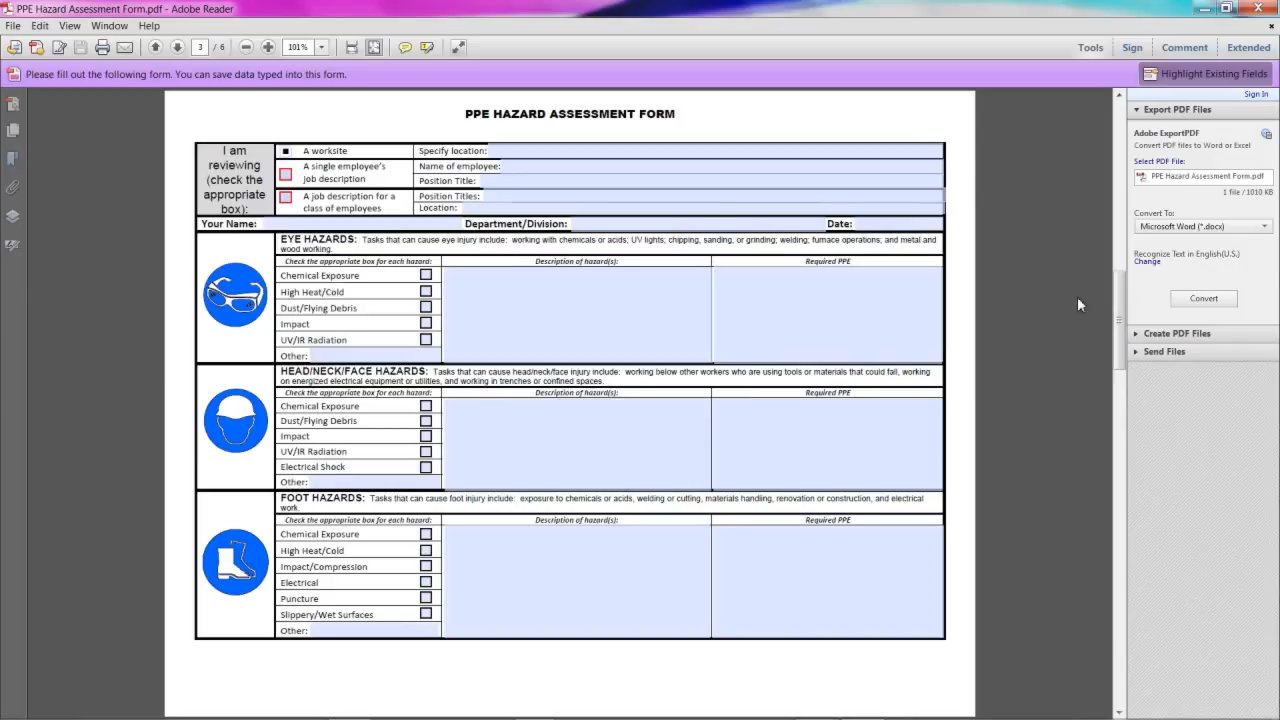 PPE Hazard Assessment Form.pdf - Adobe Reader
File Edit View Window Help
3 / 6 101% Tools Sign Comment Extended
Please fill out the following form. You can save data typed into this form. Highlight Existing Fields
Sign In
Export PDF Files
Adobe ExportPDF
Convert PDF files to Word or Excel
Select PDF File:
PPE Hazard Assessment Form.pdf
1 file / 1010 KB
Convert To:
Microsoft Word (*.docx)
Recognize Text in English(U.S.)
Change
Convert
Create PDF Files
Send Files
PPE HAZARD ASSESSMENT FORM
I am
reviewing
(check the
appropriate
box):
A worksite Specify location:
A single employee's
job description
Name of employee:
Position Title:
A job description for a
class of employees
Position Titles:
Location:
Your Name: Department/Division: Date:
EYE HAZARDS: Tasks that can cause eye injury include: working with chemicals or acids; UV lights; chipping, sanding, or grinding; welding; furnace operations; and metal and
wood working.
Check the appropriate box for each hazard: Description of hazard(s): Required PPE
Chemical Exposure
High Heat/Cold
Dust/Flying Debris
Impact
UV/IR Radiation
Other:
HEAD/NECK/FACE HAZARDS: Tasks that can cause head/neck/face injury include: working below other workers who are using tools or materials that could fall, working
on energized electrical equipment or utilities, and working in trenches or confined spaces.
Check the appropriate box for each hazard: Description of hazard(s): Required PPE
Chemical Exposure
Dust/Flying Debris
Impact
UV/IR Radiation
Electrical Shock
Other:
FOOT HAZARDS: Tasks that can cause foot injury include: exposure to chemicals or acids, welding or cutting, materials handling, renovation or construction, and electrical
work.
Check the appropriate box for each hazard: Description of hazard(s): Required PPE
Chemical Exposure
High Heat/Cold
Impact/Compression
Electrical
Puncture
Slippery/Wet Surfaces
Other: